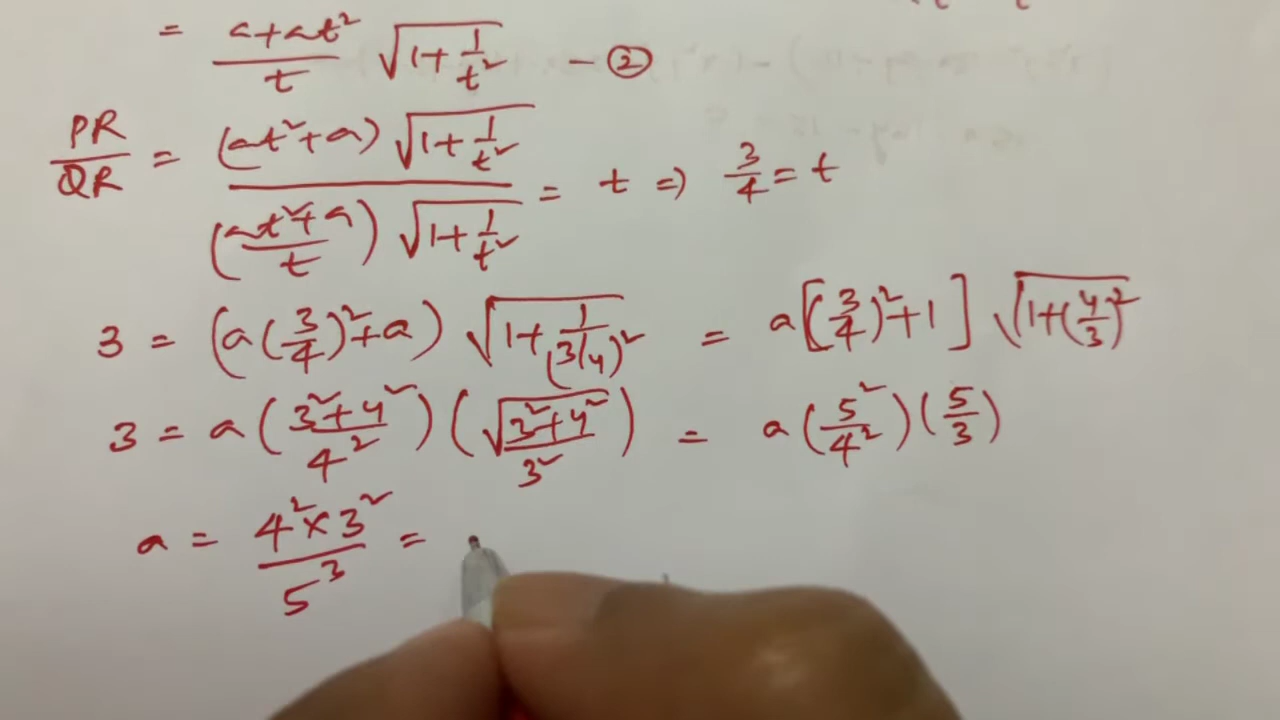 = (a+at²)/t √(1+1/t²) — ②
PR/QR = (at²+a)√(1+1/t²) / ((at²+a)/t)√(1+1/t²) = t ⇒ 3/4 = t
3 = (a(3/4)²+a) √(1+1/(3/4)²) = a[(3/4)²+1] √(1+(4/3)²)
3 = a((3²+4²)/4²)(√((3²+4²)/3²)) = a(5²/4²)(5/3)
a = (4²×3²)/5³ =